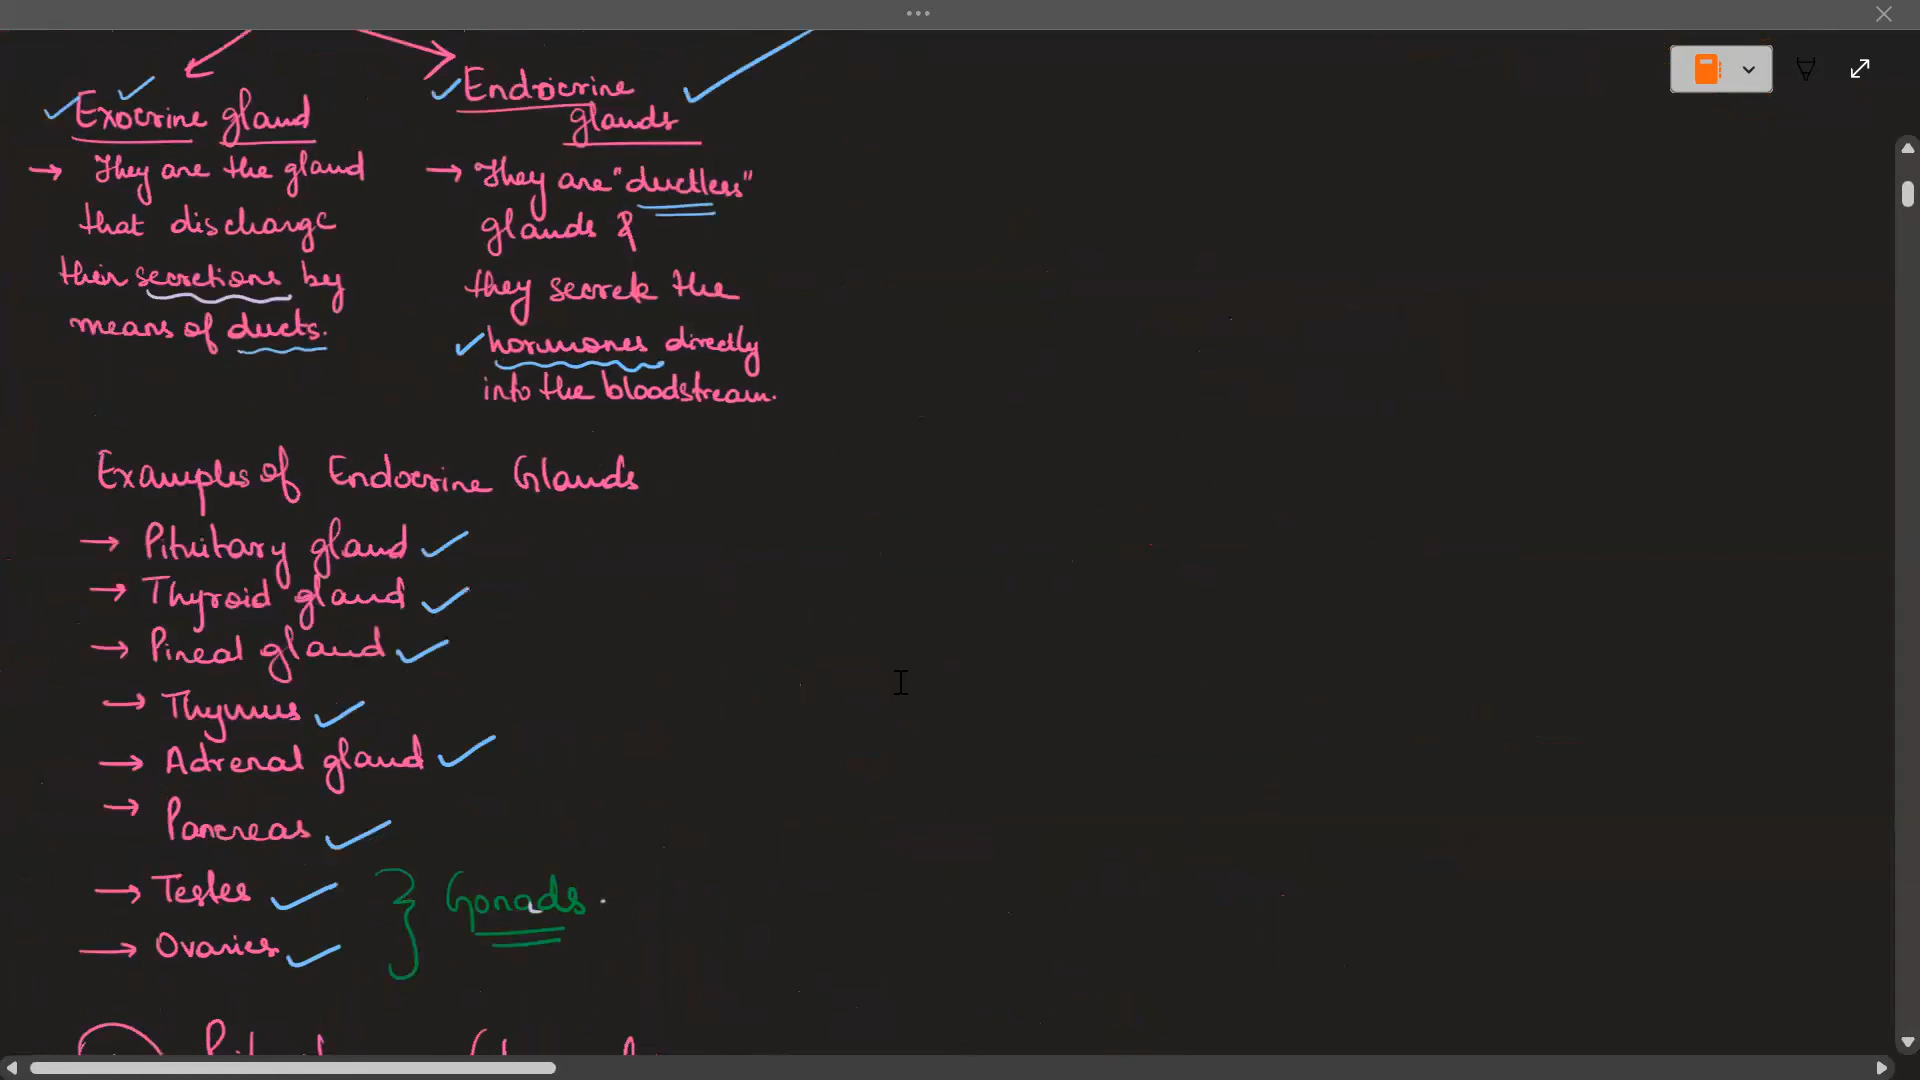 Exocrine gland
→ They are the gland
that discharge
their secretions by
means of ducts.
Endocrine
glands
→ They are "ductless"
glands &
they secrete the
hormones directly
into the bloodstream.
Examples of Endocrine Glands
→ Pituitary gland
→ Thyroid gland
→ Pineal gland
→ Thymus
→ Adrenal gland
→ Pancreas
→ Testes
→ Ovaries
} Gonads.